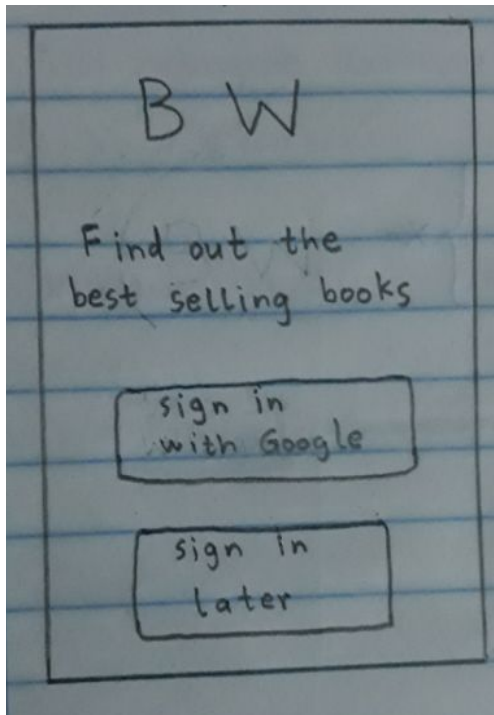 B W
Find out the
best selling books
sign in
with Google
sign in
later